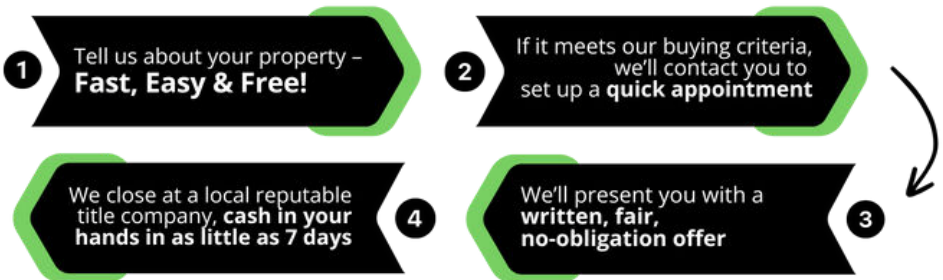 1
Tell us about your property –
Fast, Easy & Free!
2
If it meets our buying criteria,
we'll contact you to
set up a quick appointment
3
We'll present you with a
written, fair,
no-obligation offer
4
We close at a local reputable
title company, cash in your
hands in as little as 7 days